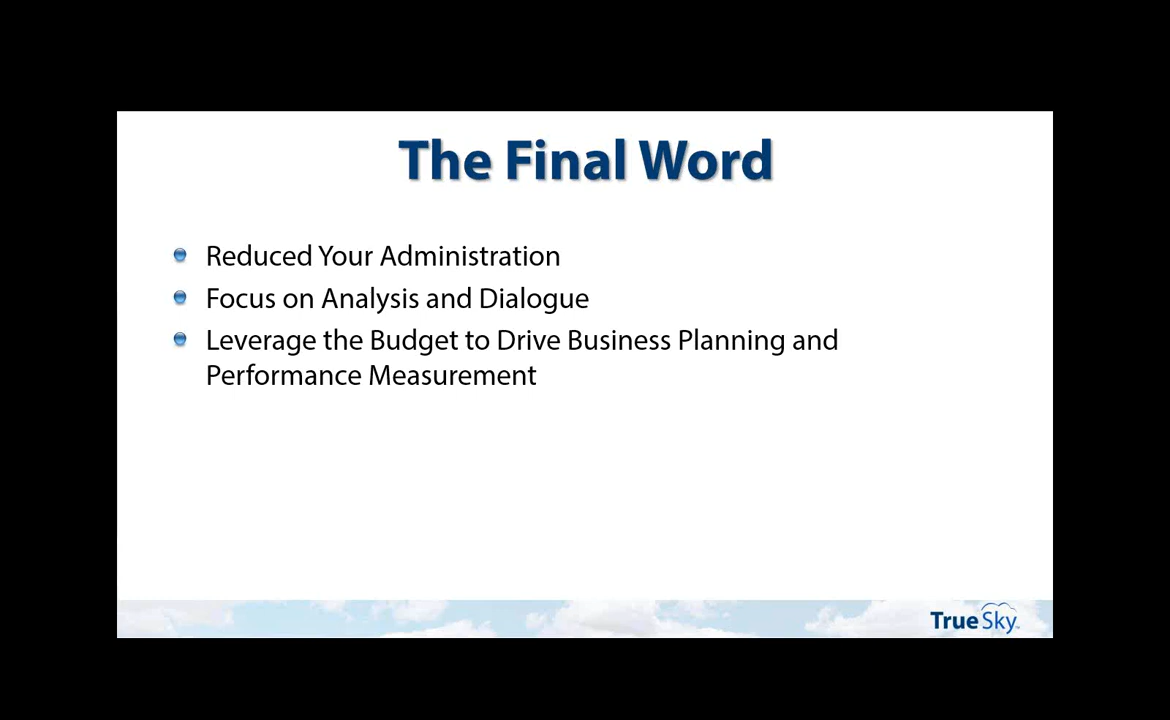 The Final Word
Reduced Your Administration
Focus on Analysis and Dialogue
Leverage the Budget to Drive Business Planning and
Performance Measurement
True Sky